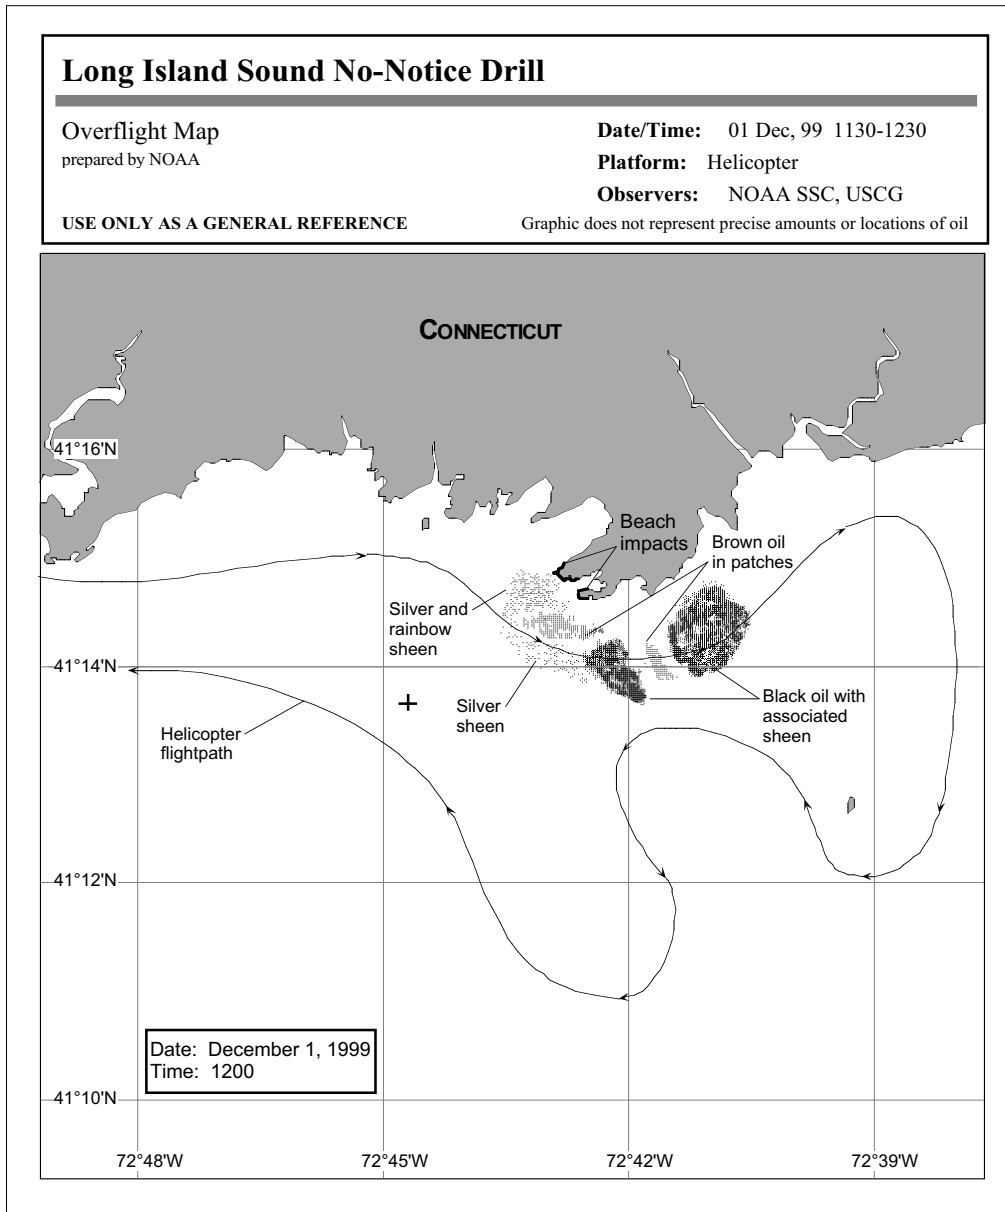 Long Island Sound No-Notice Drill
Overflight Map
prepared by NOAA
Date/Time: 01 Dec, 99 1130-1230
Platform: Helicopter
Observers: NOAA SSC, USCG
USE ONLY AS A GENERAL REFERENCE
Graphic does not represent precise amounts or locations of oil
CONNECTICUT
41°16'N
Beach
impacts
Brown oil
in patches
Silver and
rainbow
sheen
41°14'N
Silver
sheen
Black oil with
associated
sheen
Helicopter
flightpath
41°12'N
Date: December 1, 1999
Time: 1200
41°10'N
72°48'W
72°45'W
72°42'W
72°39'W